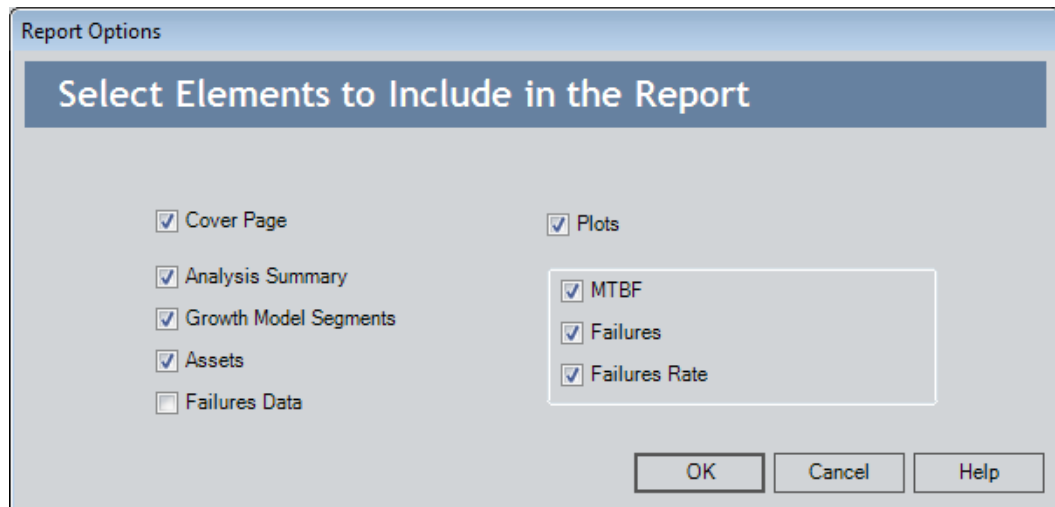 Report Options
Select Elements to Include in the Report
Cover Page
Analysis Summary
Growth Model Segments
Assets
Failures Data
Plots
MTBF
Failures
Failures Rate
OK
Cancel
Help